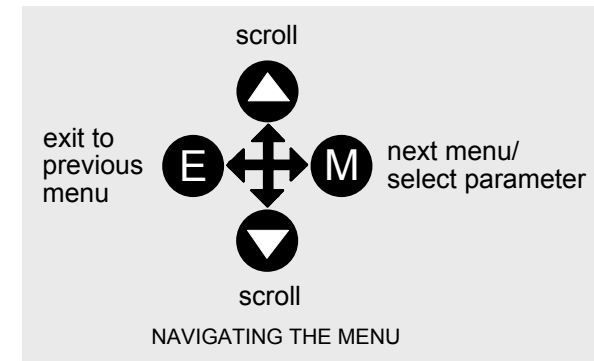 scroll
exit to
previous
menu
E
M
next menu/
select parameter
scroll
NAVIGATING THE MENU